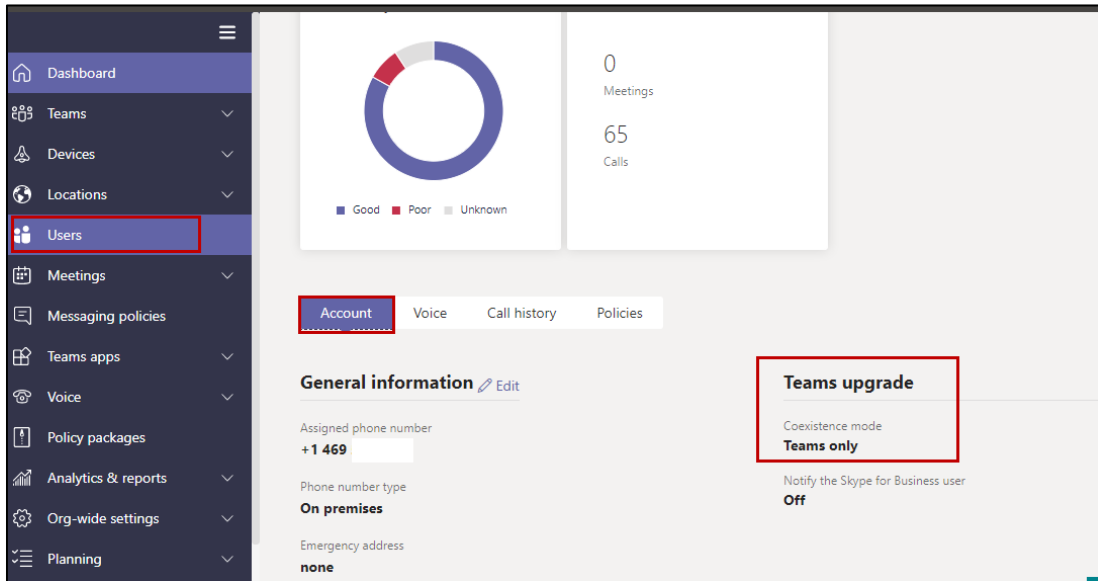 Dashboard
Teams
Devices
Locations
Users
Meetings
Messaging policies
Teams apps
Voice
Policy packages
Analytics & reports
Org-wide settings
Planning
Good Poor Unknown
0
Meetings
65
Calls
Account Voice Call history Policies
General information Edit
Assigned phone number
+1 469
Phone number type
On premises
Emergency address
none
Teams upgrade
Coexistence mode
Teams only
Notify the Skype for Business user
Off